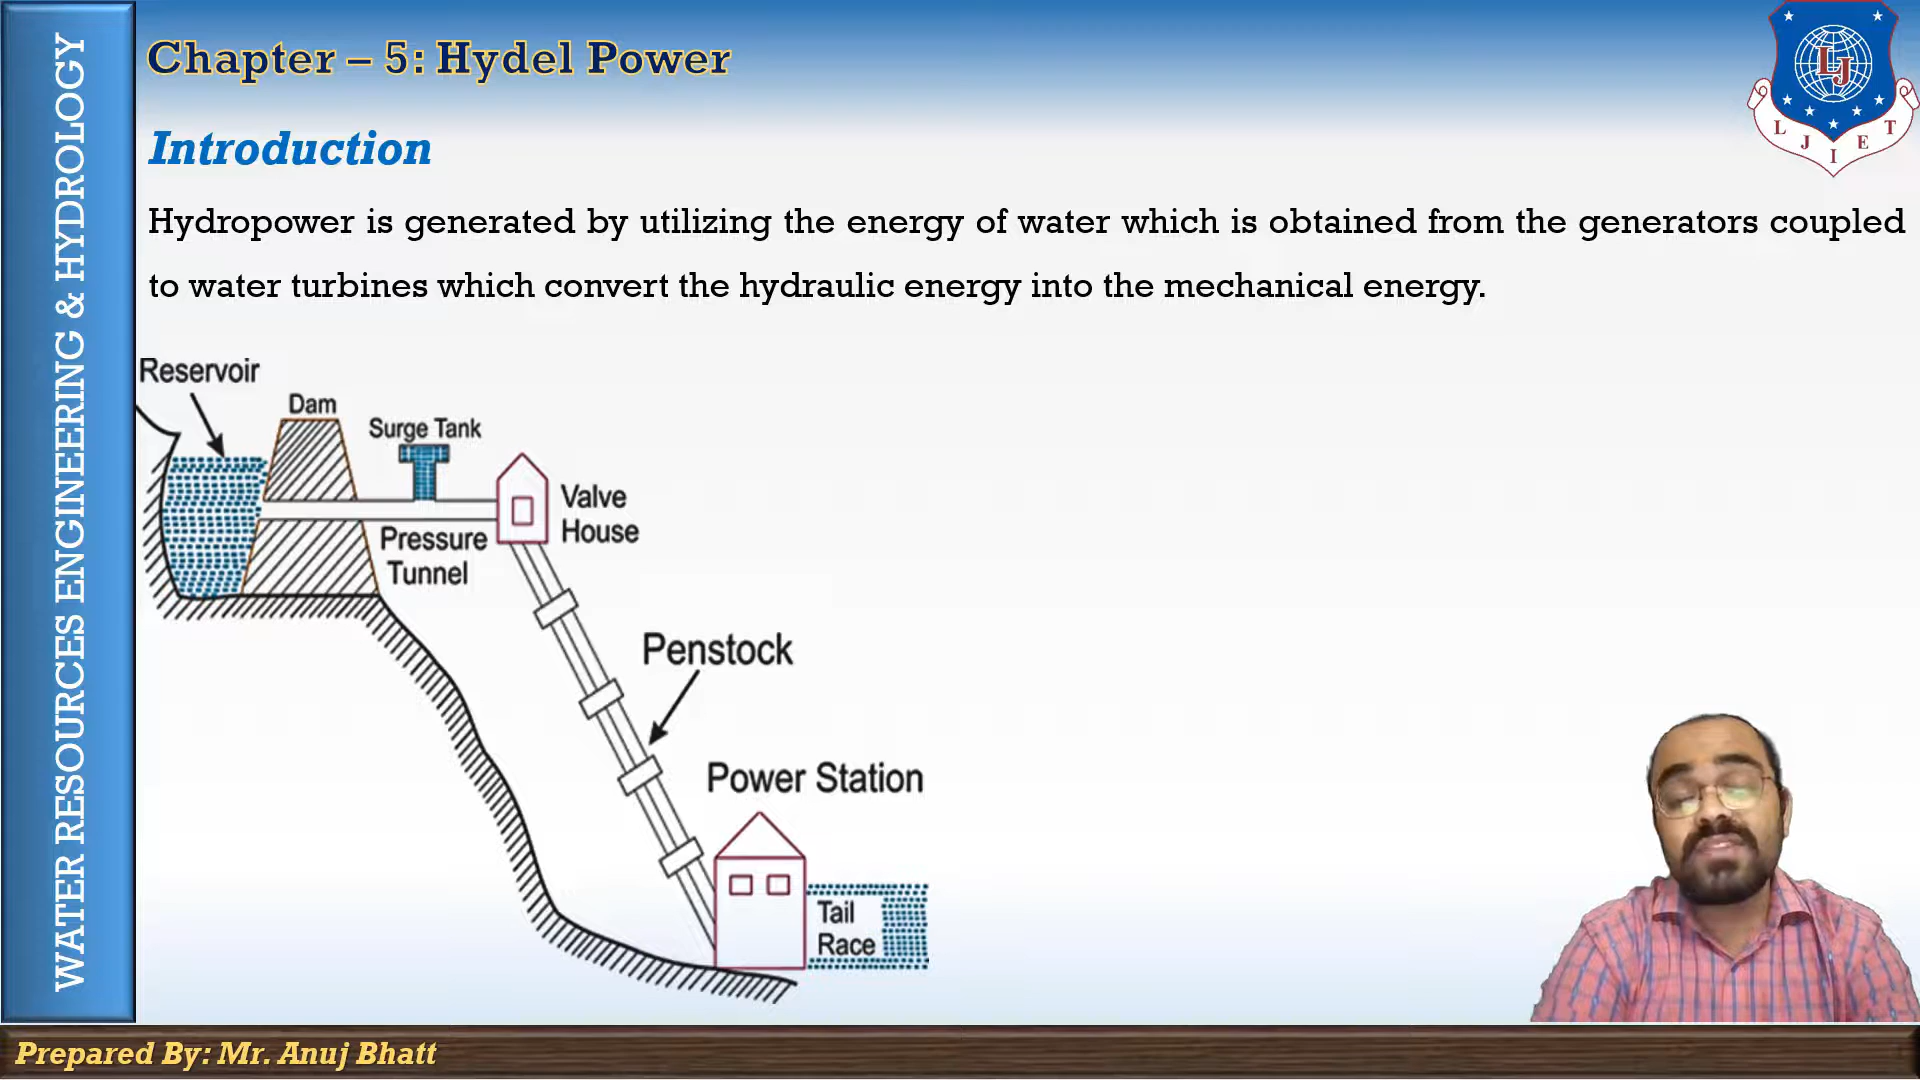 WATER RESOURCES ENGINEERING & HYDROLOGY
Chapter – 5: Hydel Power
LJ
L J I E T
Introduction
Hydropower is generated by utilizing the energy of water which is obtained from the generators coupled
to water turbines which convert the hydraulic energy into the mechanical energy.
Reservoir
Dam
Surge Tank
Valve
House
Pressure
Tunnel
Penstock
Power Station
Tail
Race
Prepared By: Mr. Anuj Bhatt